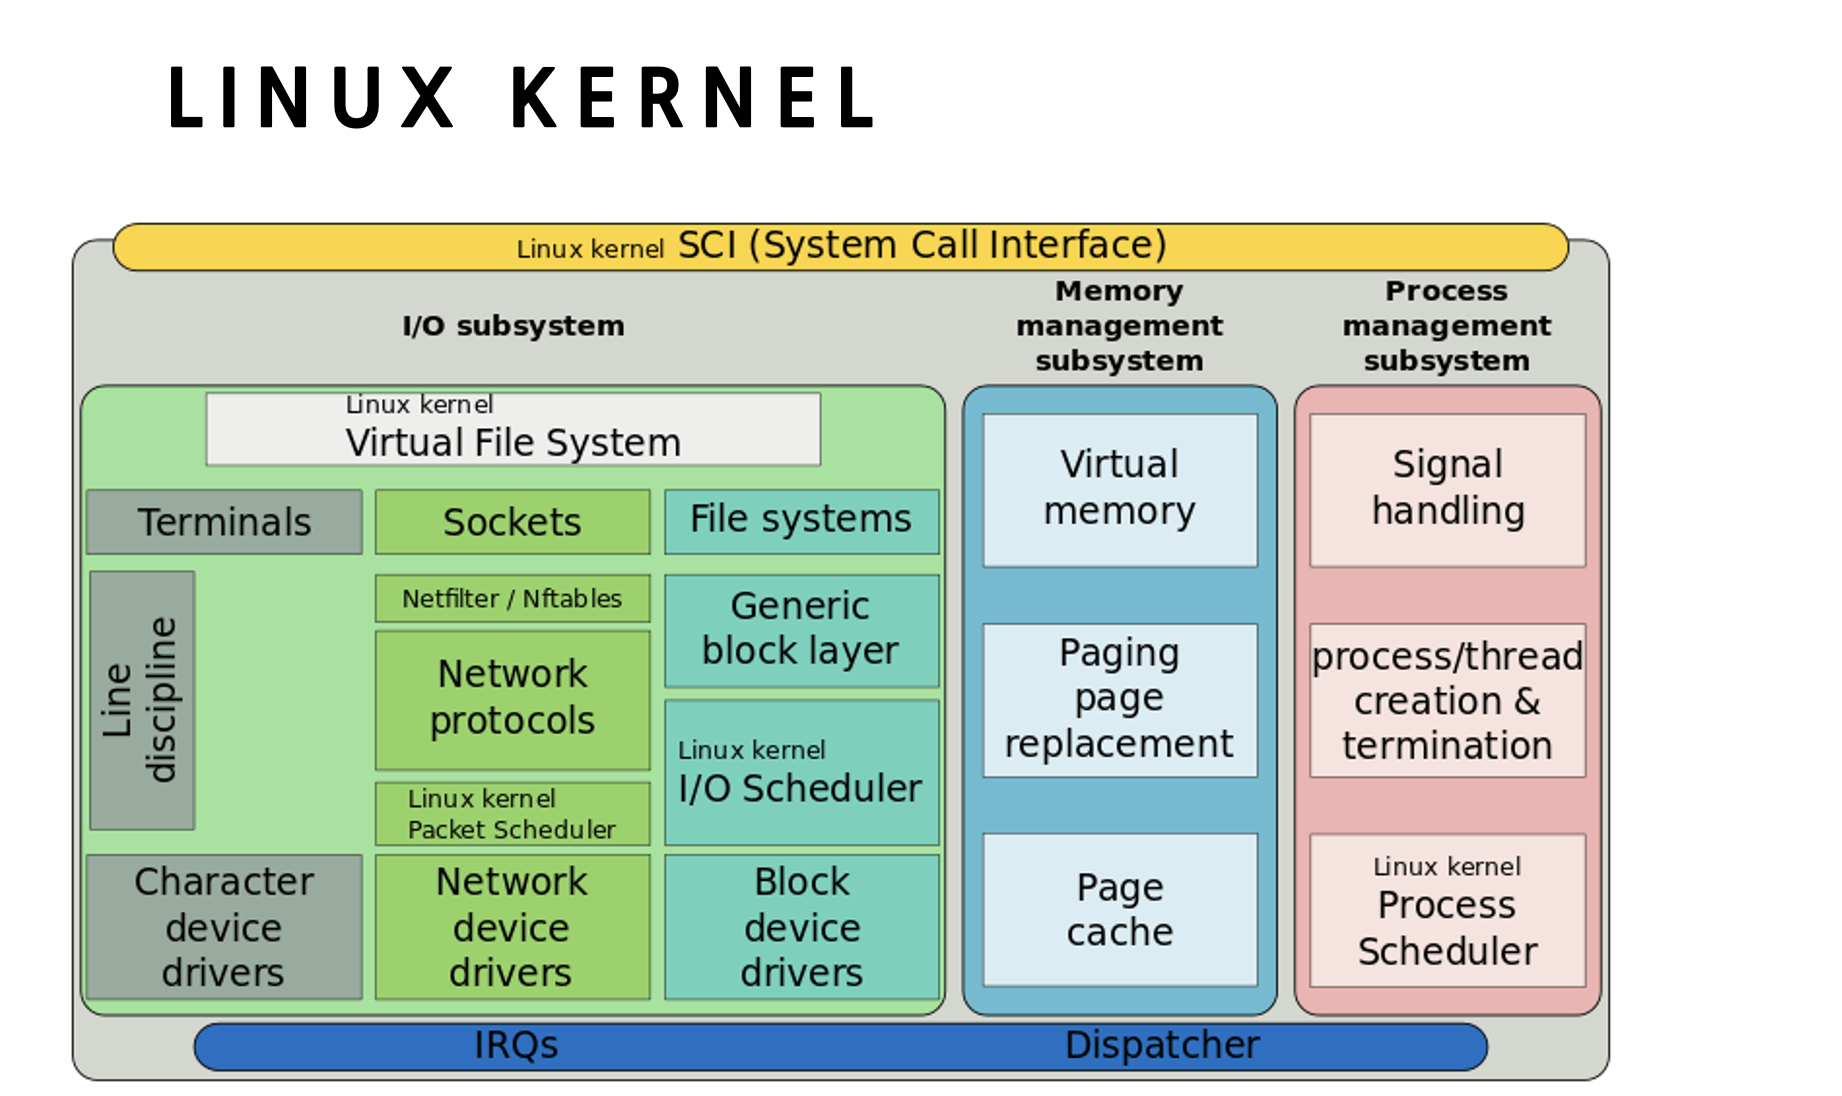 LINUX KERNEL
Linux kernel SCI (System Call Interface)
I/O subsystem
Memory
management
subsystem
Process
management
subsystem
Linux kernel
Virtual File System
Terminals
Sockets
File systems
Line
discipline
Netfilter / Nftables
Network
protocols
Linux kernel
Packet Scheduler
Generic
block layer
Linux kernel
I/O Scheduler
Character
device
drivers
Network
device
drivers
Block
device
drivers
Virtual
memory
Paging
page
replacement
Page
cache
Signal
handling
process/thread
creation &
termination
Linux kernel
Process
Scheduler
IRQs
Dispatcher